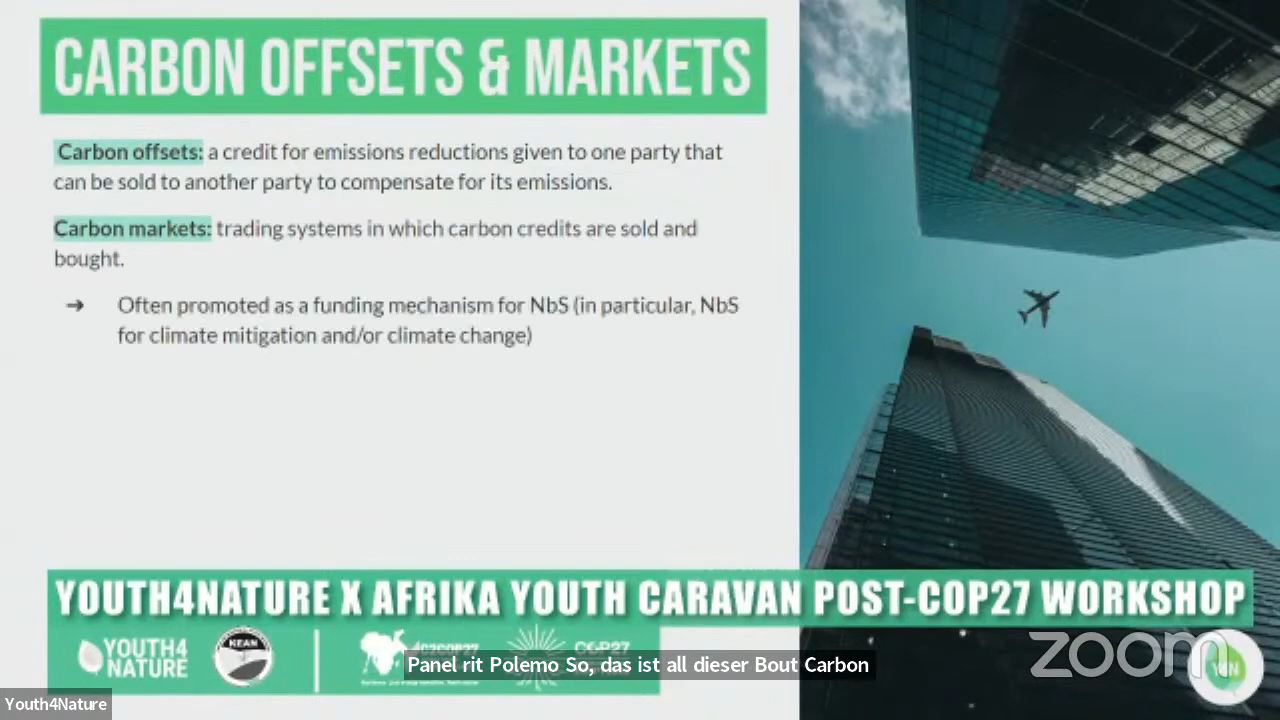 CARBON OFFSETS & MARKETS
Carbon offsets: a credit for emissions reductions given to one party that
can be sold to another party to compensate for its emissions.
Carbon markets: trading systems in which carbon credits are sold and
bought.
➔ Often promoted as a funding mechanism for NbS (in particular, NbS
for climate mitigation and/or climate change)
YOUTH4NATURE X AFRIKA YOUTH CARAVAN POST-COP27 WORKSHOP
YOUTH4
NATURE
KEAN
COP27
Panel rit Polemo So, das ist all dieser Bout Carbon
zoom
Y4N
Youth4Nature